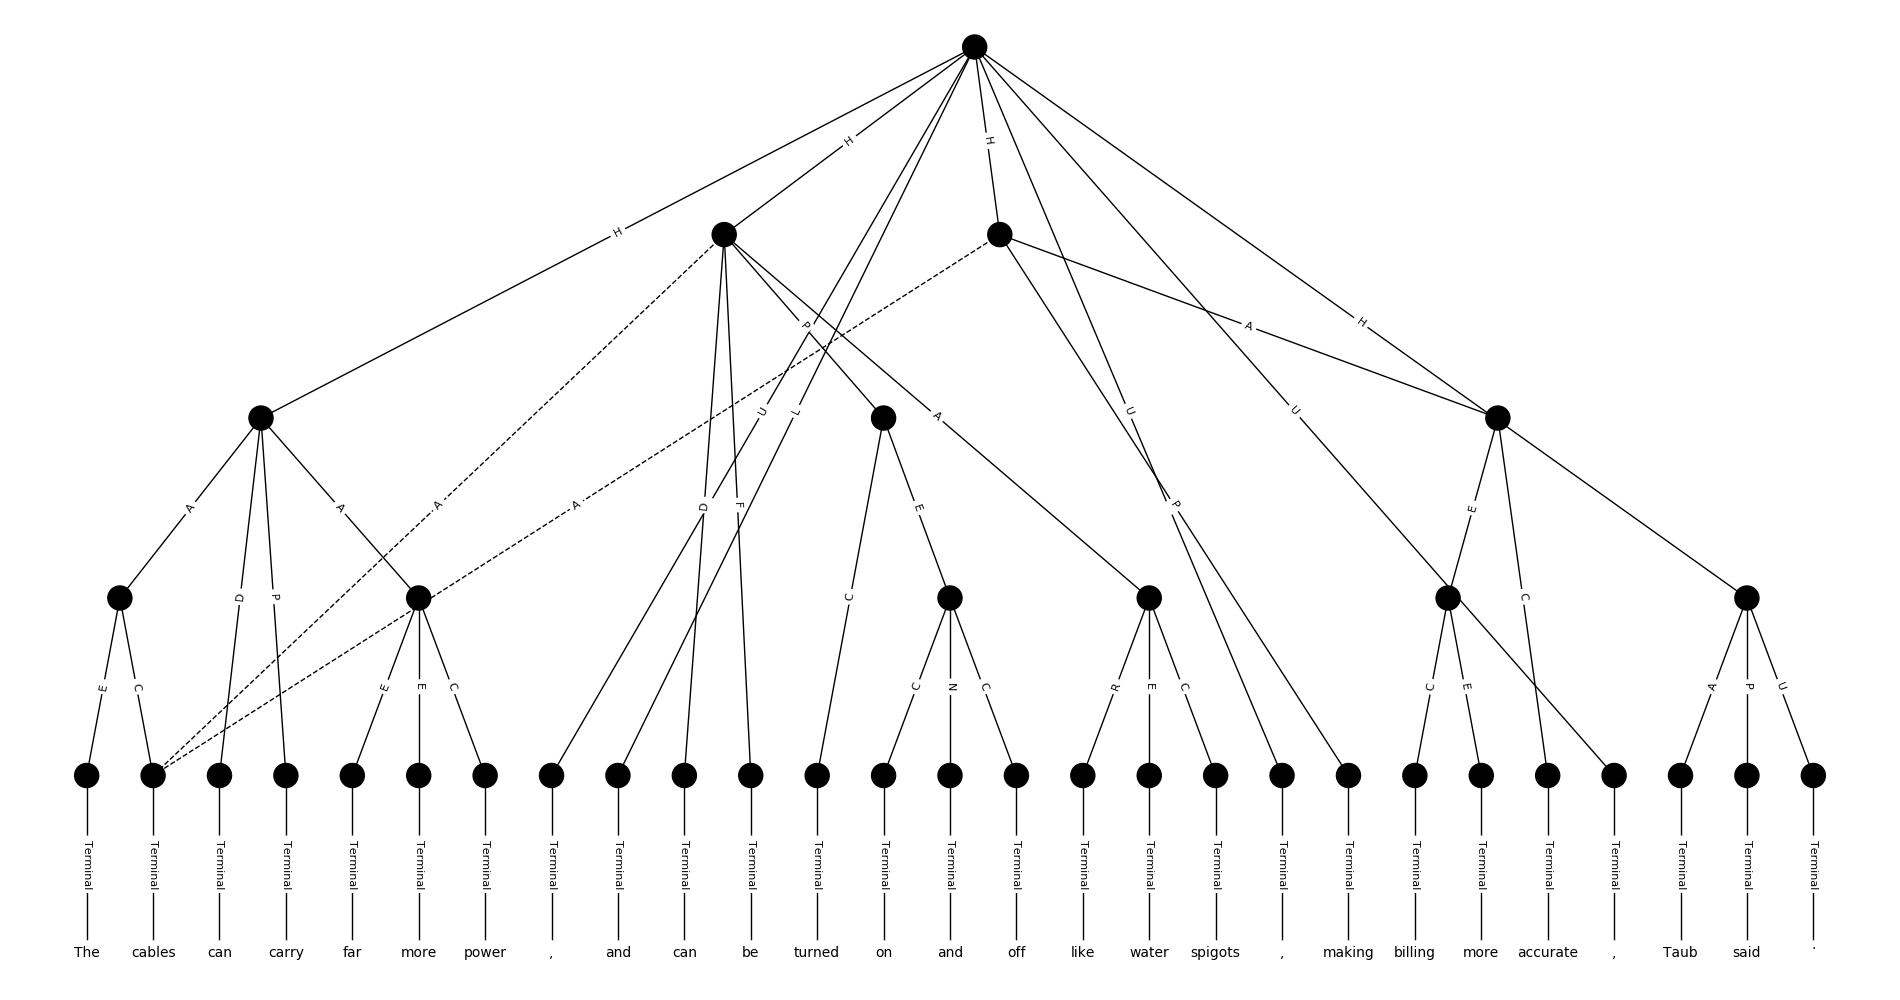 H
H
H
H
P
A
U
L
A
U
U
A
A
A
A
D
F
E
P
E
D
P
C
C
E
C
E
E
C
C
N
C
R
E
C
C
E
A
P
U
Terminal Terminal Terminal Terminal Terminal Terminal Terminal Terminal Terminal Terminal Terminal Terminal Terminal Terminal Terminal Terminal Terminal Terminal Terminal Terminal Terminal Terminal Terminal Terminal Terminal Terminal Terminal
The cables can carry far more power , and can be turned on and off like water spigots , making billing more accurate , Taub said .